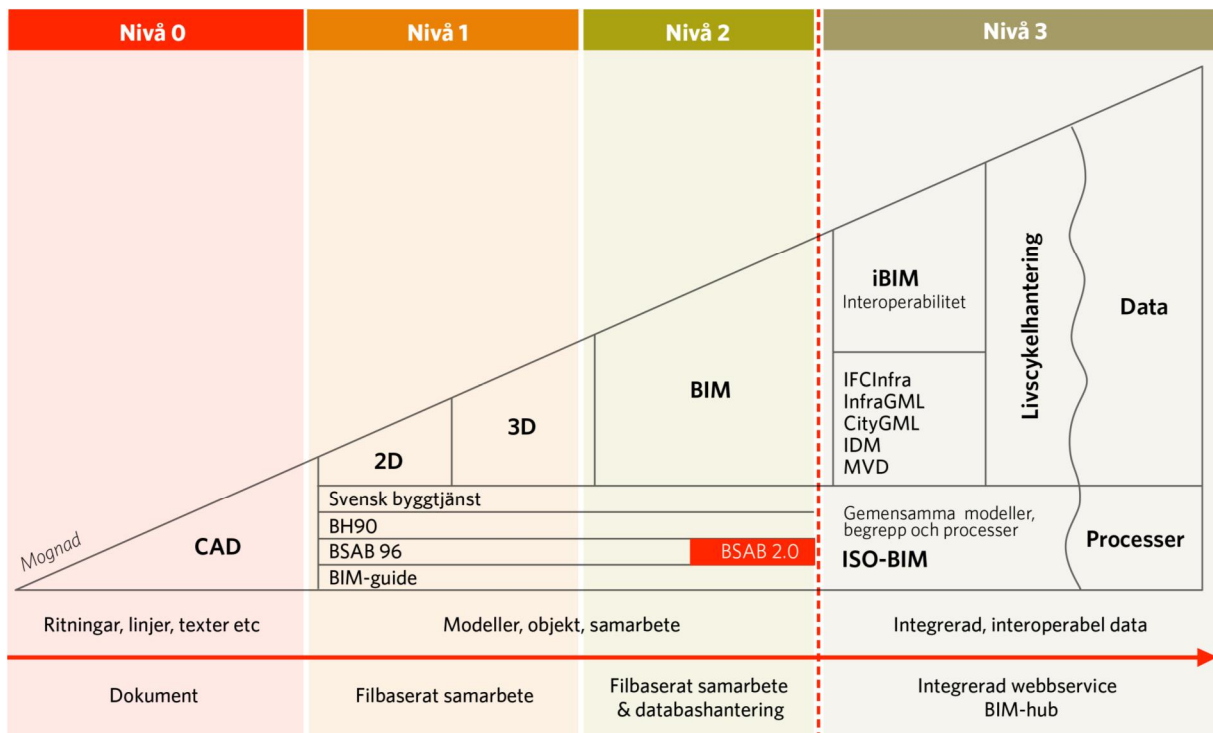 Nivå 0
Nivå 1
Nivå 2
Nivå 3
iBIM
Interoperabilitet
Livscykelhantering
Data
BIM
IFCInfra
InfraGML
CityGML
IDM
MVD
3D
2D
Svensk byggtjänst
BH90
BSAB 96
BSAB 2.0
BIM-guide
Mognad
CAD
Gemensamma modeller,
begrepp och processer
ISO-BIM
Processer
Ritningar, linjer, texter etc
Modeller, objekt, samarbete
Integrerad, interoperabel data
Dokument
Filbaserat samarbete
Filbaserat samarbete
& databashantering
Integrerad webbservice
BIM-hub